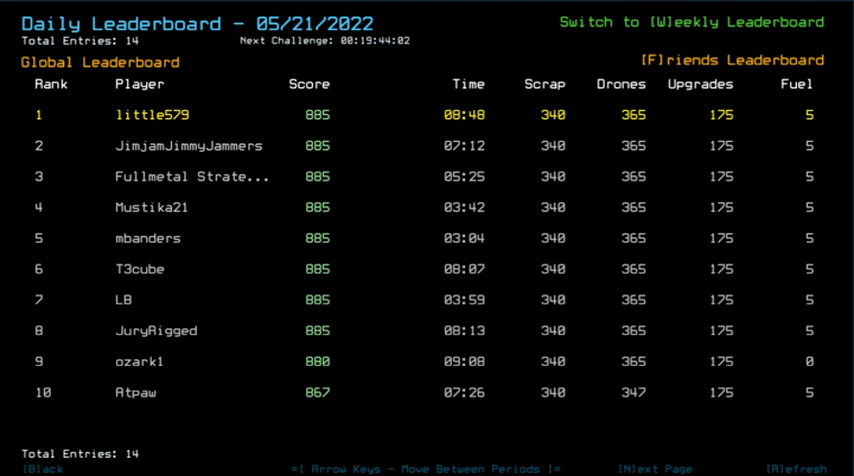 Daily Leaderboard - 05/21/2022 Switch to [W]eekly Leaderboard
Total Entries: 14 Next Challenge: 00:19:44:02
Global Leaderboard [F]riends Leaderboard
Rank Player Score Time Scrap Drones Upgrades Fuel
1 little579 885 08:48 340 365 175 5
2 JimjamJimmyJammers 885 07:12 340 365 175 5
3 Fullmetal Strate... 885 05:25 340 365 175 5
4 Mustika21 885 03:42 340 365 175 5
5 mbanders 885 03:04 340 365 175 5
6 T3cube 885 08:07 340 365 175 5
7 LB 885 03:59 340 365 175 5
8 JuryRigged 885 08:13 340 365 175 5
9 ozark1 880 09:08 340 365 175 0
10 Atpaw 867 07:26 340 347 175 5
Total Entries: 14
[B]ack =[ Arrow Keys - Move Between Periods ]= [N]ext Page [R]efresh